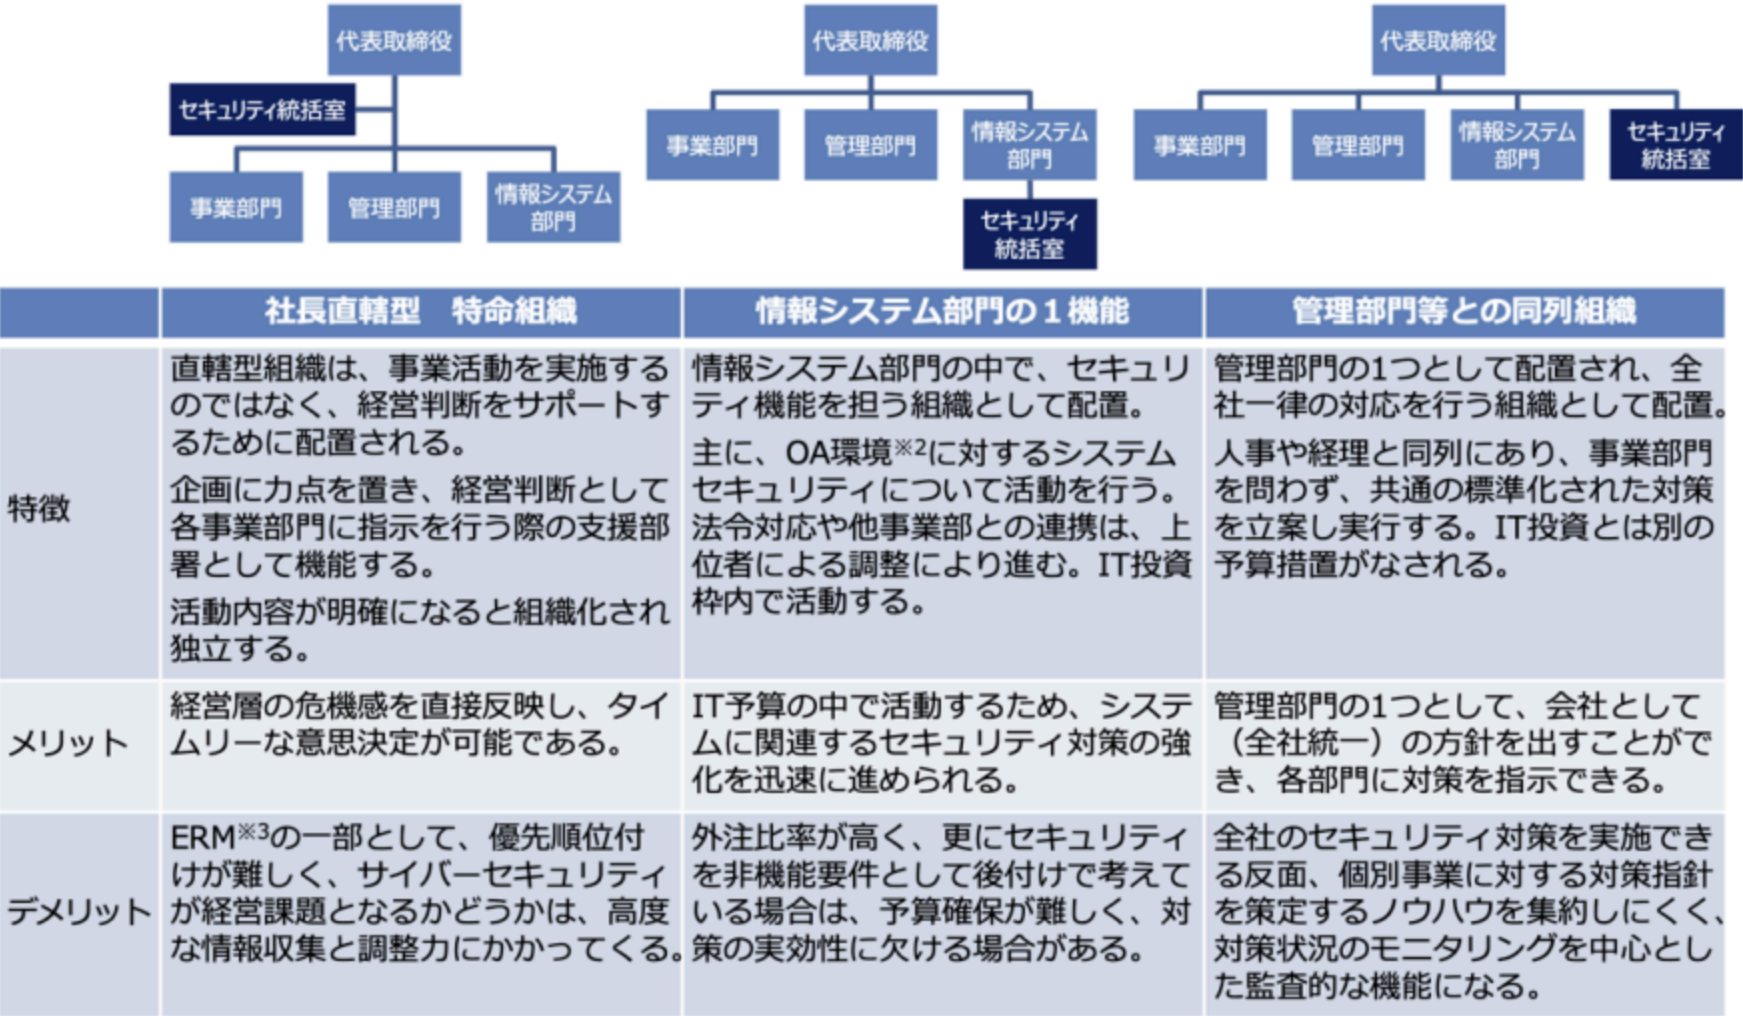 代表取締役
セキュリティ統括室
事業部門
管理部門
情報システム
部門
代表取締役
事業部門
管理部門
情報システム
部門
セキュリティ
統括室
代表取締役
事業部門
管理部門
情報システム
部門
セキュリティ
統括室
社長直轄型　特命組織
情報システム部門の１機能
管理部門等との同列組織
特徴
直轄型組織は、事業活動を実施する
のではなく、経営判断をサポートす
るために配置される。
企画に力点を置き、経営判断として
各事業部門に指示を行う際の支援部
署として機能する。
活動内容が明確になると組織化され
独立する。
情報システム部門の中で、セキュリ
ティ機能を担う組織として配置。
主に、OA環境※2に対するシステム
セキュリティについて活動を行う。
法令対応や他事業部との連携は、上
位者による調整により進む。IT投資
枠内で活動する。
管理部門の1つとして配置され、全
社一律の対応を行う組織として配置。
人事や経理と同列にあり、事業部門
を問わず、共通の標準化された対策
を立案し実行する。IT投資とは別の
予算措置がなされる。
メリット
経営層の危機感を直接反映し、タイ
ムリーな意思決定が可能である。
IT予算の中で活動するため、システ
ムに関連するセキュリティ対策の強
化を迅速に進められる。
管理部門の1つとして、会社として
（全社統一）の方針を出すことがで
き、各部門に対策を指示できる。
デメリット
ERM※3の一部として、優先順位付
けが難しく、サイバーセキュリティ
が経営課題となるかどうかは、高度
な情報収集と調整力にかかってくる。
外注比率が高く、更にセキュリティ
を非機能要件として後付けで考えて
いる場合は、予算確保が難しく、対
策の実効性に欠ける場合がある。
全社のセキュリティ対策を実施でき
る反面、個別事業に対する対策指針
を策定するノウハウを集約しにくく、
対策状況のモニタリングを中心とし
た監査的な機能になる。